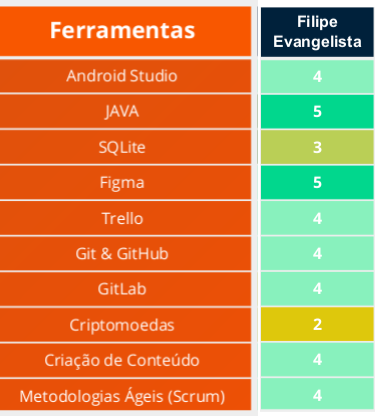 Ferramentas
Filipe
Evangelista
Android Studio 4
JAVA 5
SQLite 3
Figma 5
Trello 4
Git & GitHub 4
GitLab 4
Criptomoedas 2
Criação de Conteúdo 4
Metodologias Ágeis (Scrum) 4